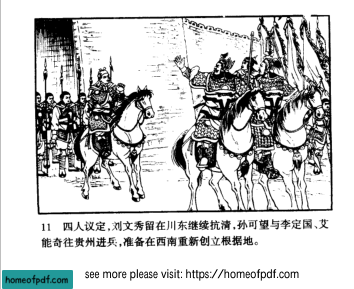 11 四人议定，刘文秀留在川东继续抗清，孙可望与李定国、艾
能奇往贵州进兵，准备在西南重新创立根据地。
homeofpdf.com
see more please visit: https://homeofpdf.com